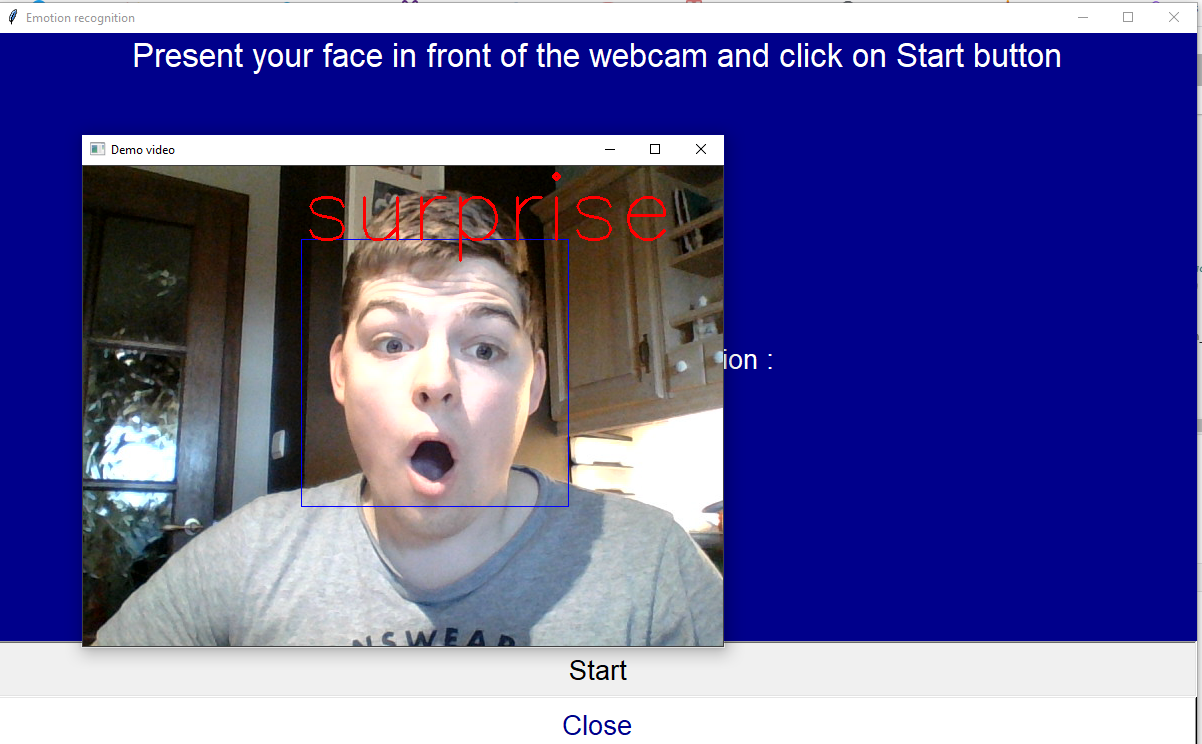 Emotion recognition
Present your face in front of the webcam and click on Start button
Demo video
surprise
ion :
Start
Close